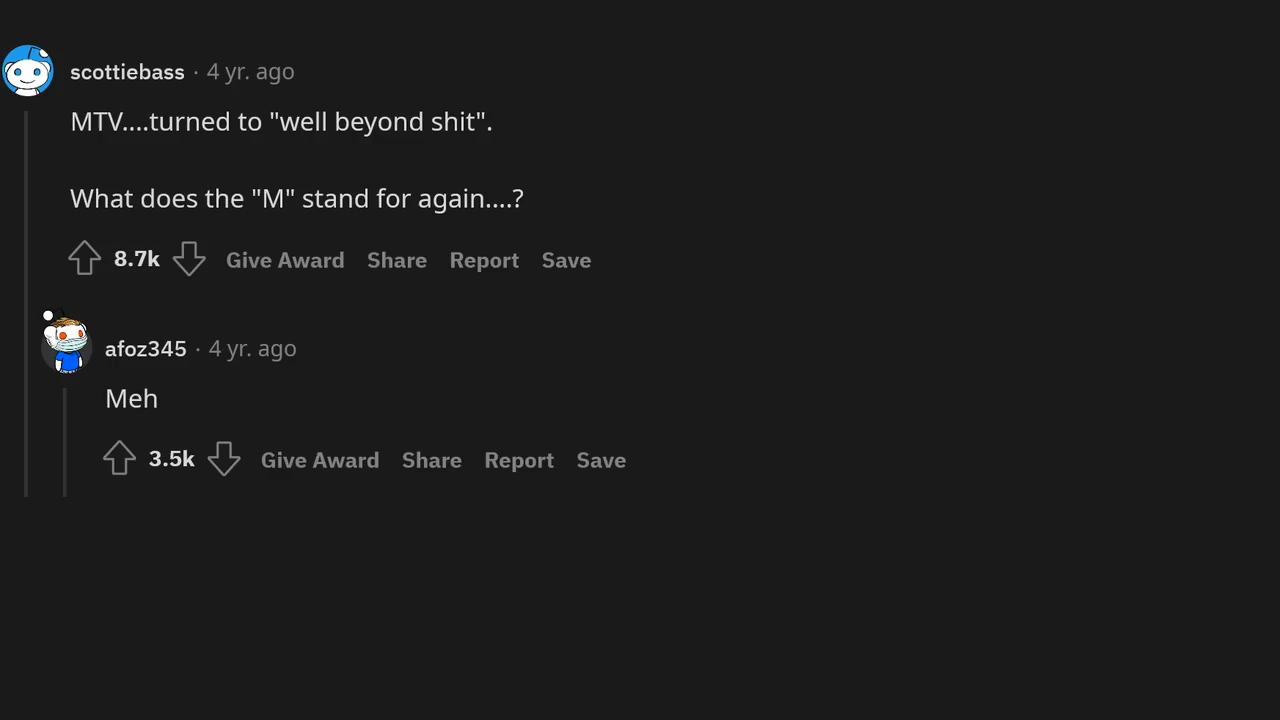 scottiebass · 4 yr. ago
MTV....turned to "well beyond shit".
What does the "M" stand for again....?
8.7k Give Award Share Report Save
afoz345 · 4 yr. ago
Meh
3.5k Give Award Share Report Save